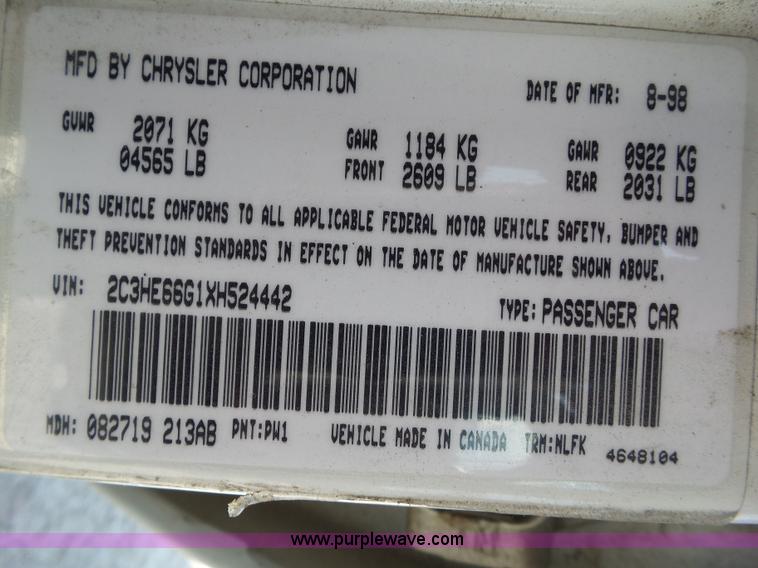 MFD BY CHRYSLER CORPORATION DATE OF MFR: 8-98
GVWR 2071 KG GAWR 1184 KG GAWR 0922 KG
04565 LB FRONT 2609 LB REAR 2031 LB
THIS VEHICLE CONFORMS TO ALL APPLICABLE FEDERAL MOTOR VEHICLE SAFETY, BUMPER AND
THEFT PREVENTION STANDARDS IN EFFECT ON THE DATE OF MANUFACTURE SHOWN ABOVE.
VIN: 2C3HE66G1XH524442 TYPE: PASSENGER CAR
MDH: 082719 213AB PNT:PW1 VEHICLE MADE IN CANADA TRM:NLFK 4648104
www.purplewave.com